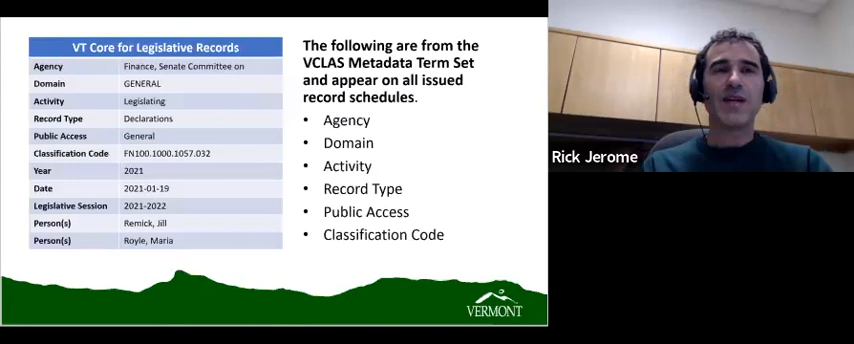 VT Core for Legislative Records
Agency Finance, Senate Committee on
Domain GENERAL
Activity Legislating
Record Type Declarations
Public Access General
Classification Code FN100.1000.1057.032
Year 2021
Date 2021-01-19
Legislative Session 2021-2022
Person(s) Remick, Jill
Person(s) Royle, Maria
The following are from the
VCLAS Metadata Term Set
and appear on all issued
record schedules.
• Agency
• Domain
• Activity
• Record Type
• Public Access
• Classification Code
VERMONT
Rick Jerome